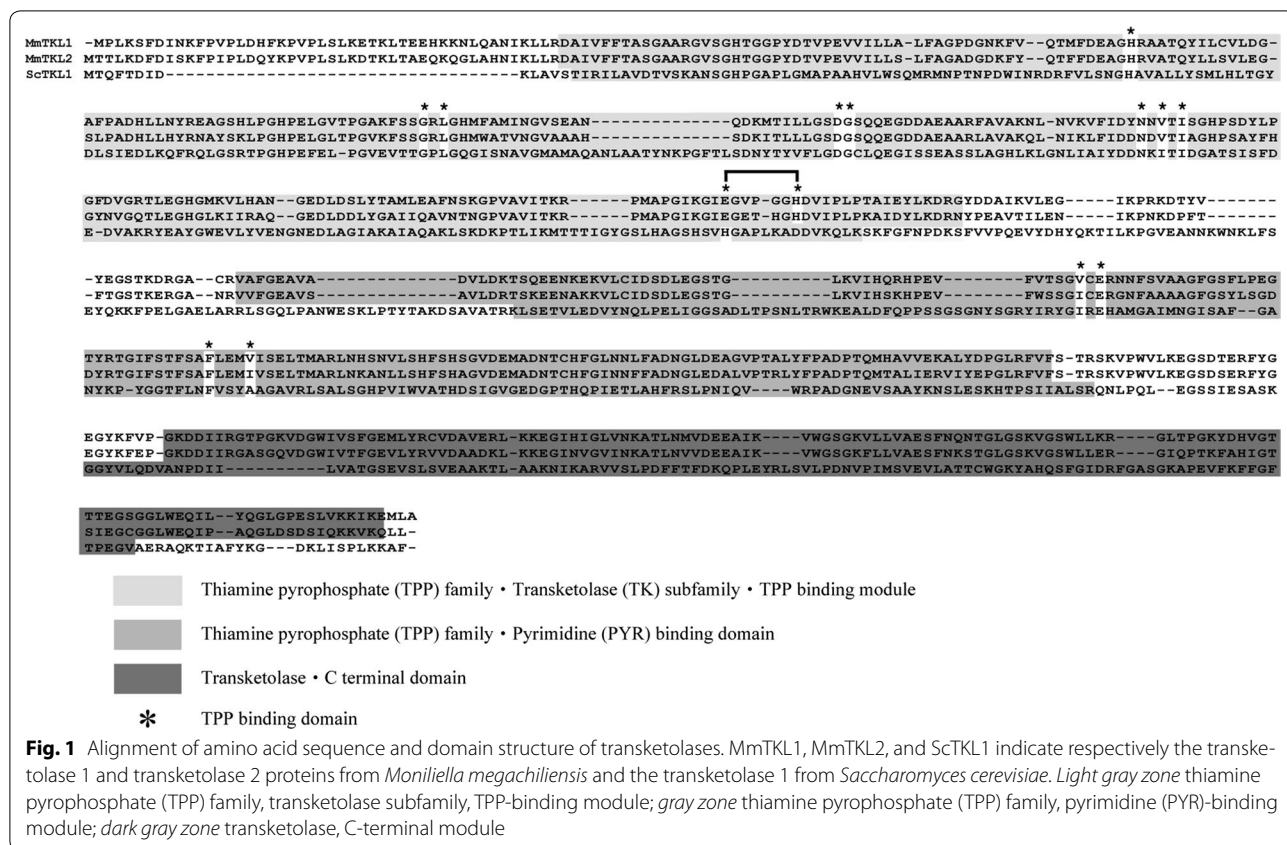 *
MmTKL1 -MPLKSFDINKFPVPLDHFKPVPLSLKETKLTEEHKKNLQANIKLLRDAIVFFTASGAARGVSGHTGGPYDTVPEVVILLA-LFAGPDGNKFV--QTMFDEAGHRAATQYILCVLDG-
MmTKL2 MTTLKDFDISKFPIPLDQYKPVPLSLKDTKLTAEQKQGLAHNIKLLRDAIVFFTASGAARGVSGHTGGPYDTVPEVVILLS-LFAGADGDKFY--QTFFDEAGHRVATQYLLSVLEG-
ScTKL1 MTQFTDID-----------------------------------KLAVSTIRILAVDTVSKANSGHPGAPLGMAPAAHVLWSQMRMNPTNPDWINRDRFVLSNGHAVALLYSMLHLTGY
* * ** * * *
AFPADHLLNYREAGSHLPGHPELGVTPGAKFSSGRLGHMFAMINGVSEAN--------------QDKMTILLGSDGSQQEGDDAEAARFAVAKNL-NVKVFIDYNNVTISGHPSDYLP
SLPADHLLHYRNAYSKLPGHPELGLTPGVKFSSGRLGHMWATVNGVAAAH--------------SDKITLLLGSDGSQQEGDDAEAARLAVAKQL-NIKLFIDDNDVTIAGHPSAYFH
DLSIEDLKQFRQLGSRTPGHPEFEL-PGVEVTTGPLGQGISNAVGMAMAQANLAATYNKPGFTLSDNYTYVFLGDGCLQEGISSEASSLAGHLKLGNLIAIYDDNKITIDGATSISFD
* *
GFDVGRTLEGHGMKVLHAN---GEDLDSLYTAMLEAFNSKGPVAVITKR------PMAPGIKGIEGVP-GGHDVIPLPTAIEYLKDRGYDDAIKVLEG-----IKPRKDTYV------
GYNVGQTLEGHGLKIIRAQ---GEDLDDLYGAIIQAVNTNGPVAVITKR------PMAPGIKGIEGET-HGHDVIPLPKAIDYLKDRNYPEAVTILEN-----IKPNKDPFT------
E-DVAKRYEAYGWEVLYVENGNEDLAGIAKAIAQAKLSKDKPTLIKMTTTIGYGSLHAGSHSVHGAPLKADDVKQLKSKFGFNPDKSFVVPQEVYDHYQKTILKPGVEANNKWNKLFS
* *
-YEGSTKDRGA--CRVAFGEAVA--------------DVLDKTSQEENKEKVLCIDSDLEGSTG----------LKVIHQRHPEV-------FVTSGVCERNNFSVAAGFGSFLPEG
-FTGSTKERGA--NRVVFGEAVS--------------AVLDRTSKEENAKKVLCIDSDLEGSTG----------LKVIHSKHPEV-------FWSSGICERGNFAAAAGFGSYLSGD
EYQKKFPELGAELARRLSGQLPANWESKLPTYTAKDSAVATRKLSETVLEDVYNQLPELIGGSADLTPSNLTRWKEALDFQPPSSGSGNYSGRYIRYGIREHAMGAIMNGISAF--GA
* *
TYRTGIFSTFSAFLEMVISELTMARLNHSNVLSHFSHSGVDEMADNTCHFGLNNLFADNGLDEAGVPTALYFPADPTQMHAVVEKALYDPGLRFVFS-TRSKVPWVLKEGSDTERFYG
DYRTGIFSTFSAFLEMIVSELTMARLNKANLLSHFSHAGVDEMADNTCHFGINNFFADNGLEDALVPTRLYFPADPTQMTALIERVIYEPGLRFVFF-TRSKVPWVLKEGSDSERFYG
NYKP-YGGTFLNFVSYAAGAVRLSALSGHPVIWVATHDSIGVGEDGPTHQPIETLAHFRSLPNIQV----WRPADGNEVSAAYKNSLESKHTPSIIALSRQNLPQL--EGSSIESASK
EGYKFVP-GKDDIIIRGTPGKVDGWIVSFGEMLYRCVDAVERL-KKEGIHIGLVNKATLNMVDEEAIK----VWGSGKVLLVAESFNQNTGLGSKVGSWLLKR----GLTPGKYDHVGT
EGYKFEP-GKDDIIIRGASGQVDGWIVTFGEVLYRVVDAADKL-KKEGINVGVINKATLNVVDEEAIK----VWGSGKFLLVAESFNKSTGLGSKVGSWLLER----GIQPTKFAHIGT
GGYVLQDVANPDII---------LVATGSEVSLSVEAAKTL-AAKNIKARVVSLPDFFTFDKQPLEYRLSVLPDNVPIMSVEVLATTCWGKYAHQSFGIDRFGASGKAPEVFKFFGF
TTEGSGGLWEQIL--YQGLGPESLVKKIKEMLA
SIEGCGGLWEQIP--AQGLDSDSIQKKVKQLL-
TPEGVAERAQKTIAFYKG---DKLISPLKKAF-
Thiamine pyrophosphate (TPP) family・Transketolase (TK) subfamily・TPP binding module
Thiamine pyrophosphate (TPP) family・Pyrimidine (PYR) binding domain
Transketolase・C terminal domain
* TPP binding domain
Fig. 1 Alignment of amino acid sequence and domain structure of transketolases. MmTKL1, MmTKL2, and ScTKL1 indicate respectively the transke-
tolase 1 and transketolase 2 proteins from Moniliella megachiliensis and the transketolase 1 from Saccharomyces cerevisiae. Light gray zone thiamine
pyrophosphate (TPP) family, transketolase subfamily, TPP-binding module; gray zone thiamine pyrophosphate (TPP) family, pyrimidine (PYR)-binding
module; dark gray zone transketolase, C-terminal module